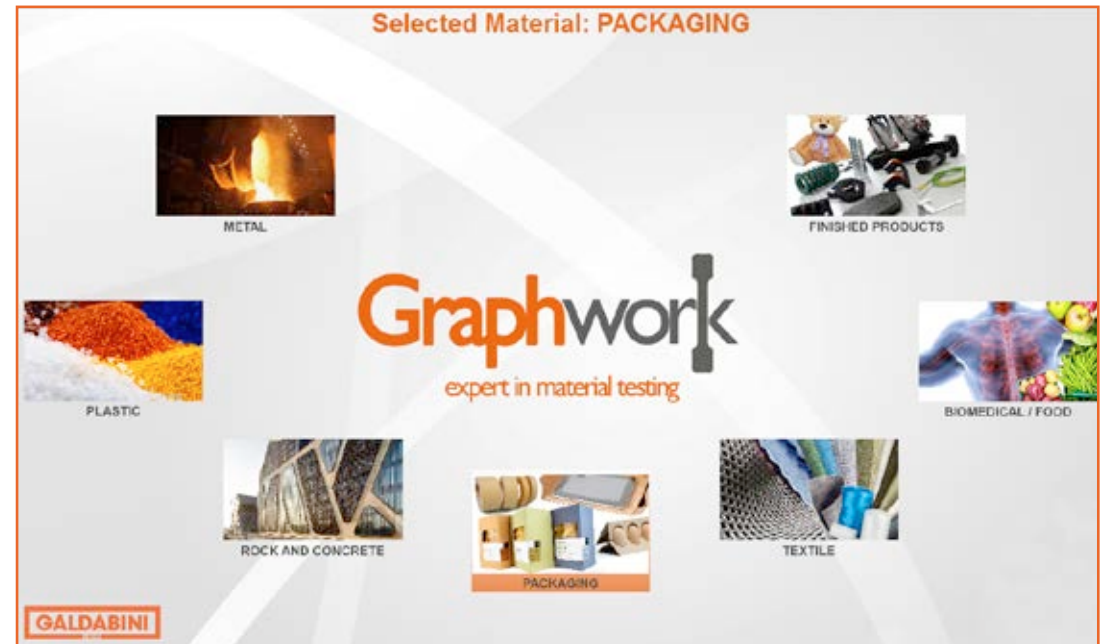 Selected Material: PACKAGING
METAL
FINISHED PRODUCTS
Graphwork
expert in material testing
PLASTIC
BIOMEDICAL / FOOD
ROCK AND CONCRETE
TEXTILE
PACKAGING
GALDABINI